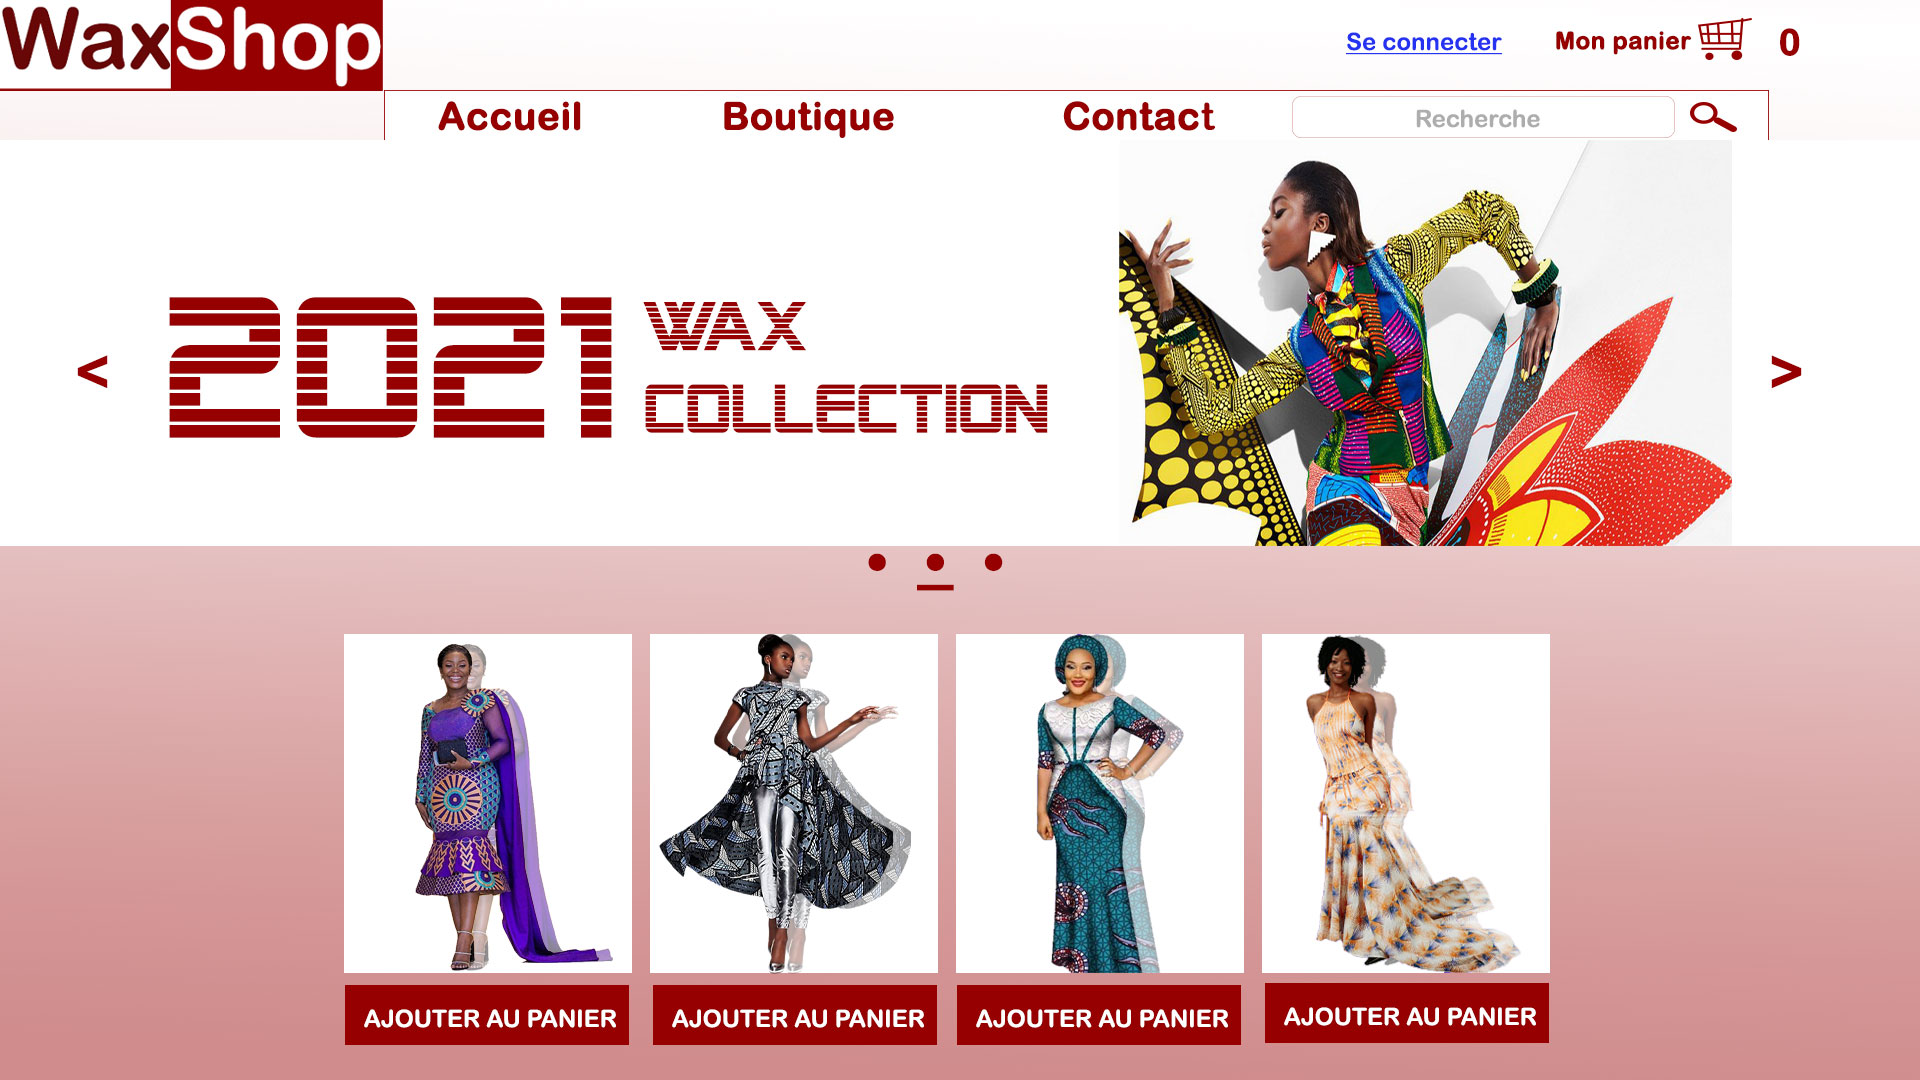 WaxShop
Se connecter
Mon panier
0
Accueil
Boutique
Contact
Recherche
<
2021
WAX
COLLECTION
>
AJOUTER AU PANIER
AJOUTER AU PANIER
AJOUTER AU PANIER
AJOUTER AU PANIER